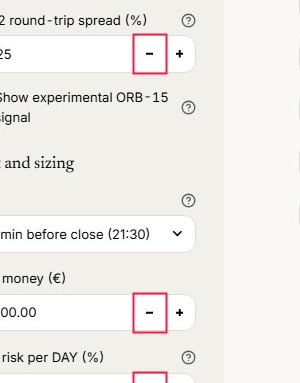 2 round-trip spread (%)
25
Show experimental ORB-15
signal
and sizing
min before close (21:30)
money (€)
00.00
risk per DAY (%)